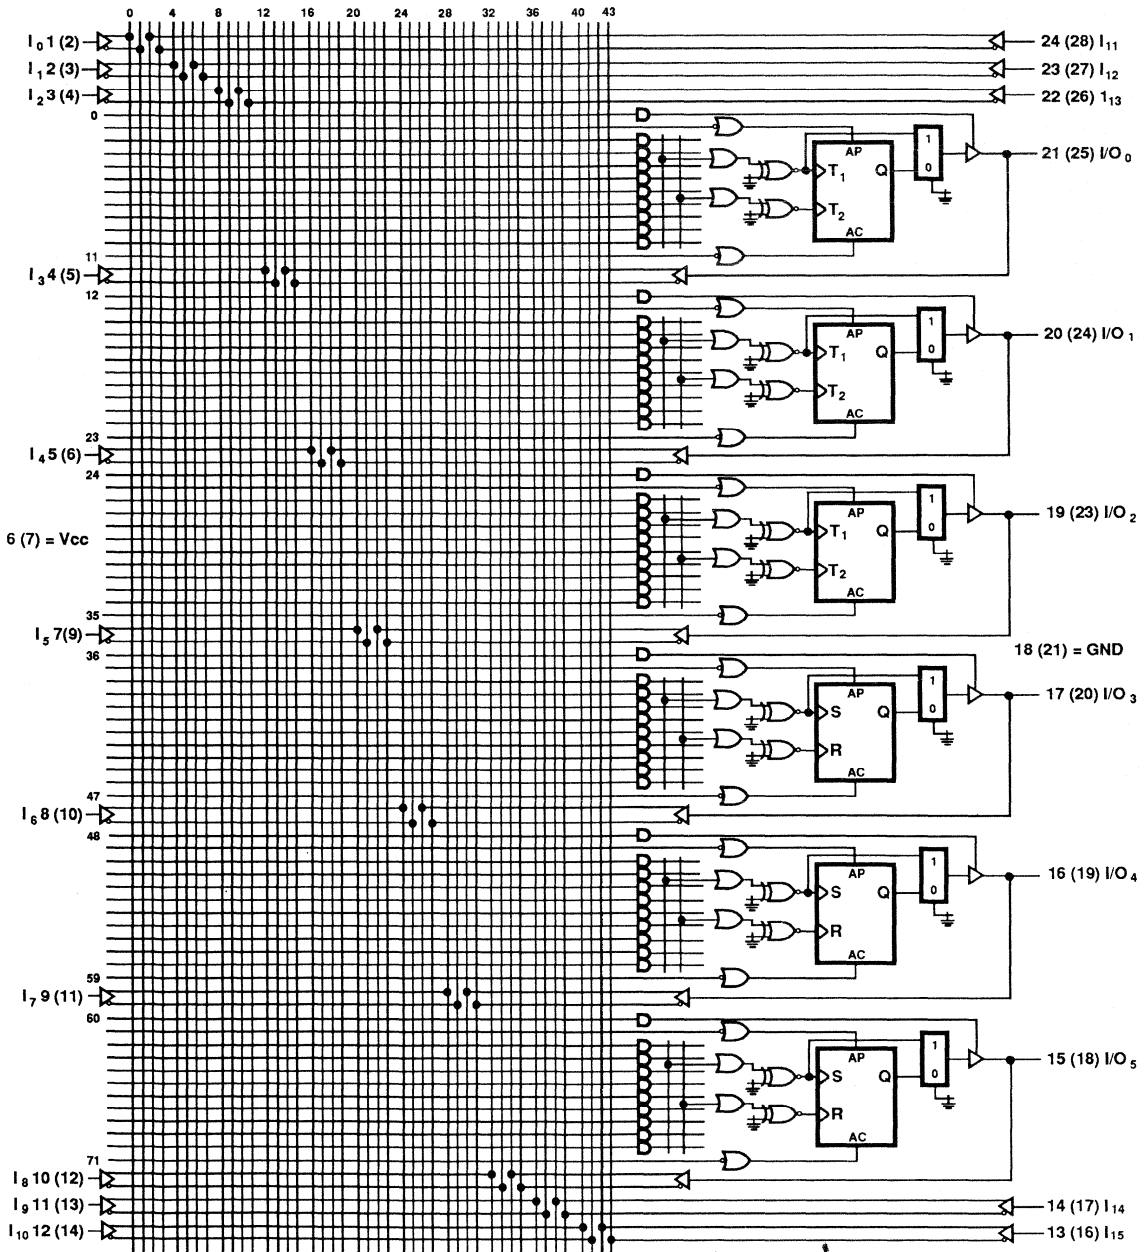 0 4 8 12 16 20 24 28 32 36 40 43
I0 1 (2) 24 (28) I11
I1 2 (3) 23 (27) I12
I2 3 (4) 22 (26) 113
0
AP 1
T1 Q 0 21 (25) I/O0
T2
AC
11
I3 4 (5)
12
AP 1
T1 Q 0 20 (24) I/O1
T2
AC
23
I4 5 (6)
24
AP 1
T1 Q 0 19 (23) I/O2
6 (7) = Vcc
T2
AC
35
I5 7(9)
18 (21) = GND
36
AP 1
S Q 0 17 (20) I/O3
R
AC
47
I6 8 (10)
48
AP 1
S Q 0 16 (19) I/O4
R
AC
59
I7 9 (11)
60
AP 1
S Q 0 15 (18) I/O5
R
AC
71
I8 10 (12)
I9 11 (13) 14 (17) I14
I10 12 (14) 13 (16) I15